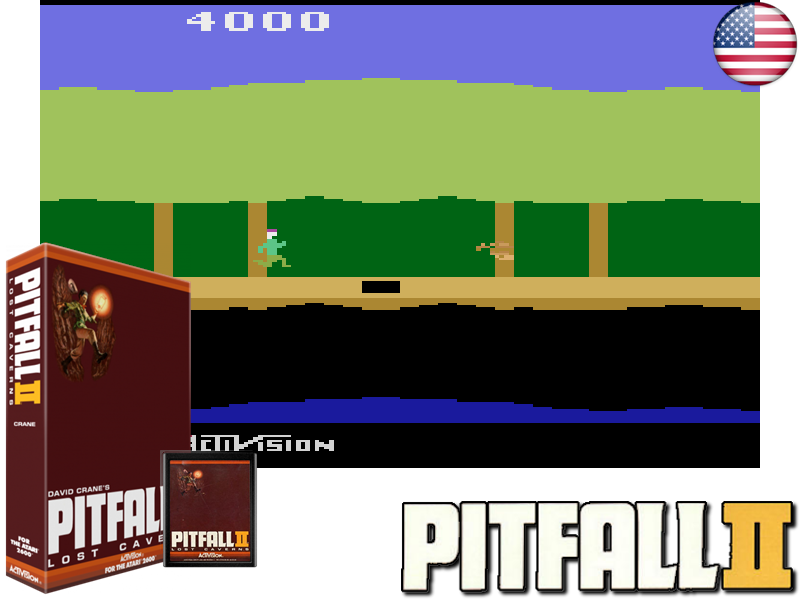 4000
PITFALL II
LOST CAVERNS
CRANE
FOR THE ATARI 2600
ACTIVISION
DAVID CRANE'S
PITFALL
LOST CAVE
ACTIVISION
FOR THE ATARI 2600
ACTIVISION
PITFALL II
LOST CAVERNS
ACTIVISION
PITFALL II